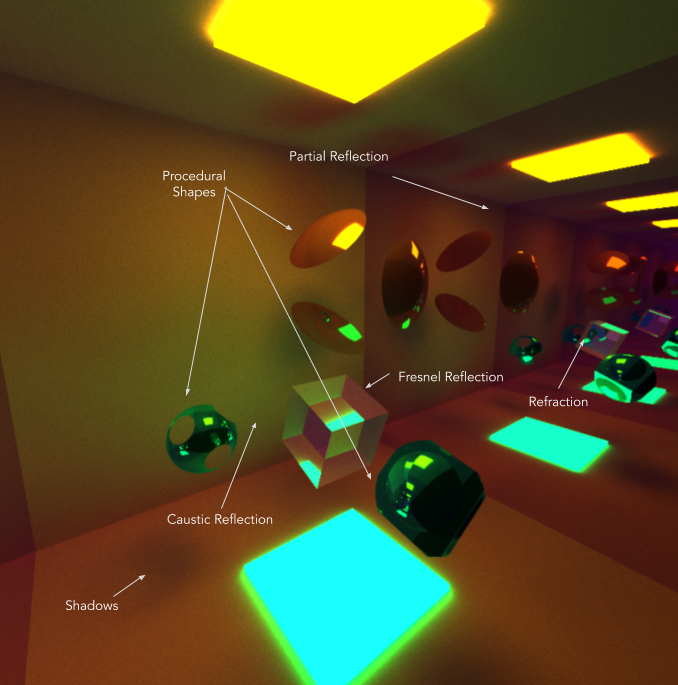 Partial Reflection
Procedural
Shapes
Fresnel Reflection
Refraction
Caustic Reflection
Shadows